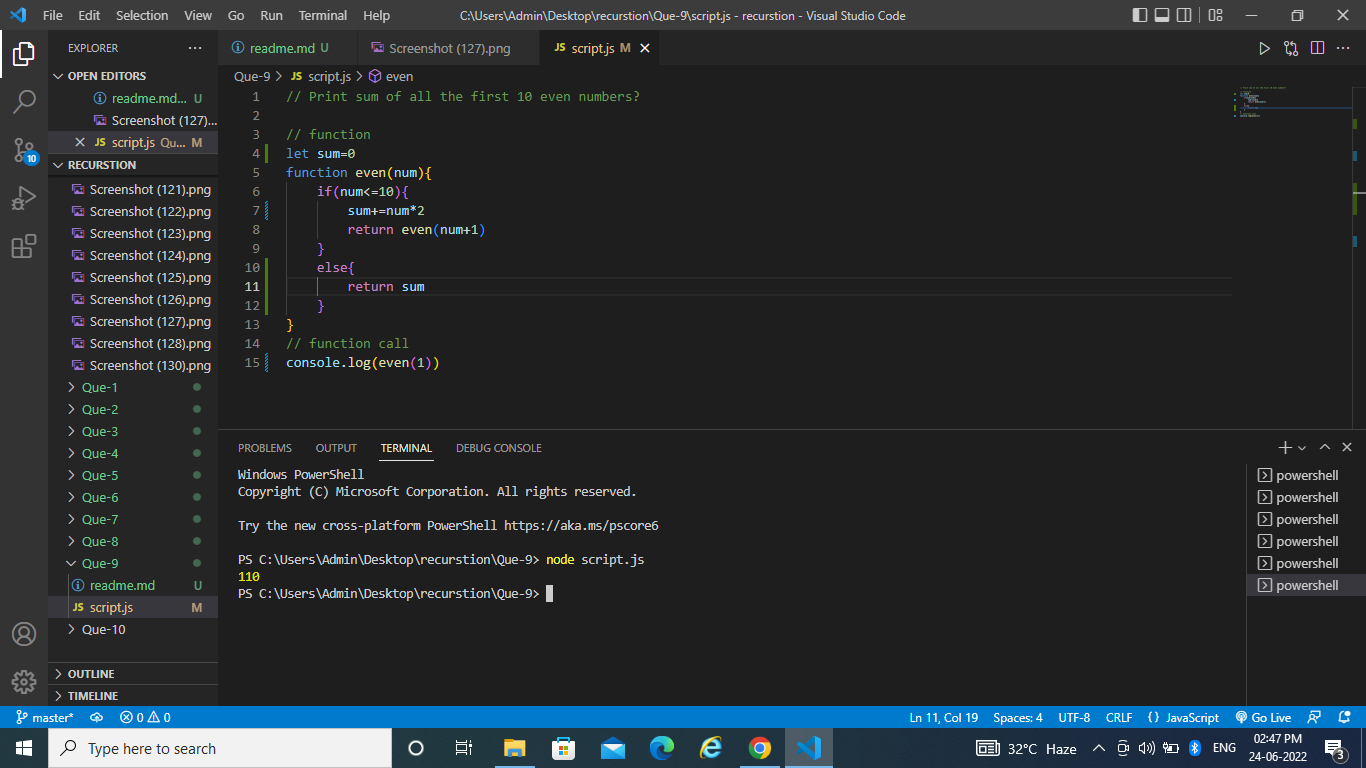 File Edit Selection View Go Run Terminal Help
C:\Users\Admin\Desktop\recurstion\Que-9\script.js - recurstion - Visual Studio Code
EXPLORER
OPEN EDITORS
readme.md... U
Screenshot (127)...
JS script.js Que... M
RECURSTION
Screenshot (121).png
Screenshot (122).png
Screenshot (123).png
Screenshot (124).png
Screenshot (125).png
Screenshot (126).png
Screenshot (127).png
Screenshot (128).png
Screenshot (130).png
Que-1
Que-2
Que-3
Que-4
Que-5
Que-6
Que-7
Que-8
Que-9
readme.md U
JS script.js M
Que-10
OUTLINE
TIMELINE
10
readme.md U Screenshot (127).png JS script.js M
Que-9 > JS script.js > even
1 // Print sum of all the first 10 even numbers?
2
3 // function
4 let sum=0
5 function even(num){
6 if(num<=10){
7 sum+=num*2
8 return even(num+1)
9 }
10 else{
11 return sum
12 }
13 }
14 // function call
15 console.log(even(1))
PROBLEMS OUTPUT TERMINAL DEBUG CONSOLE
Windows PowerShell
Copyright (C) Microsoft Corporation. All rights reserved.
Try the new cross-platform PowerShell https://aka.ms/pscore6
PS C:\Users\Admin\Desktop\recurstion\Que-9> node script.js
110
PS C:\Users\Admin\Desktop\recurstion\Que-9>
powershell
powershell
powershell
powershell
powershell
powershell
master* 0 0 Ln 11, Col 19 Spaces: 4 UTF-8 CRLF {} JavaScript Go Live
Type here to search
32°C Haze ENG
02:47 PM
24-06-2022
3